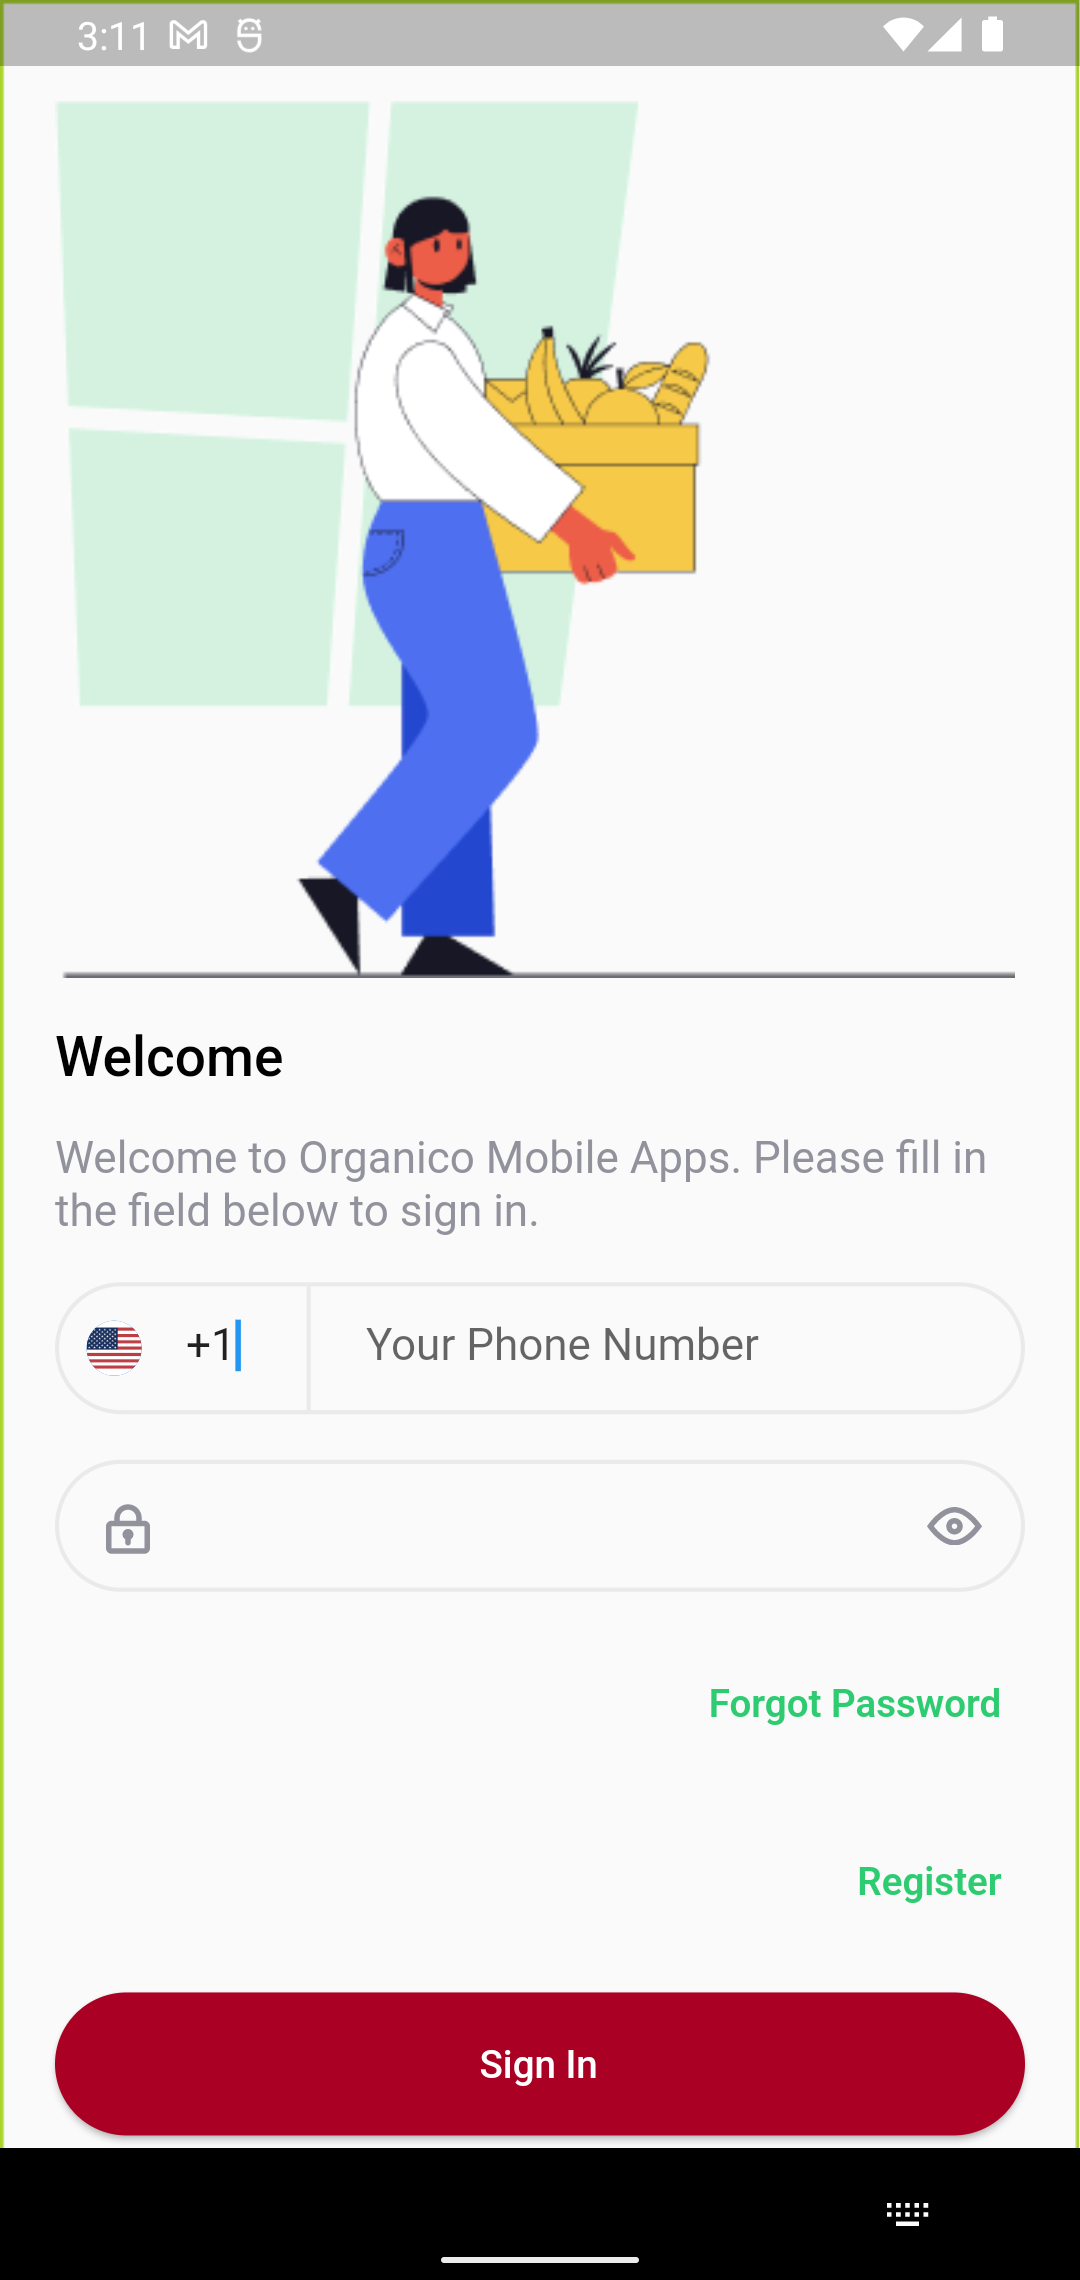 3:11
Welcome
Welcome to Organico Mobile Apps. Please fill in
the field below to sign in.
+1 Your Phone Number
Forgot Password
Register
Sign In